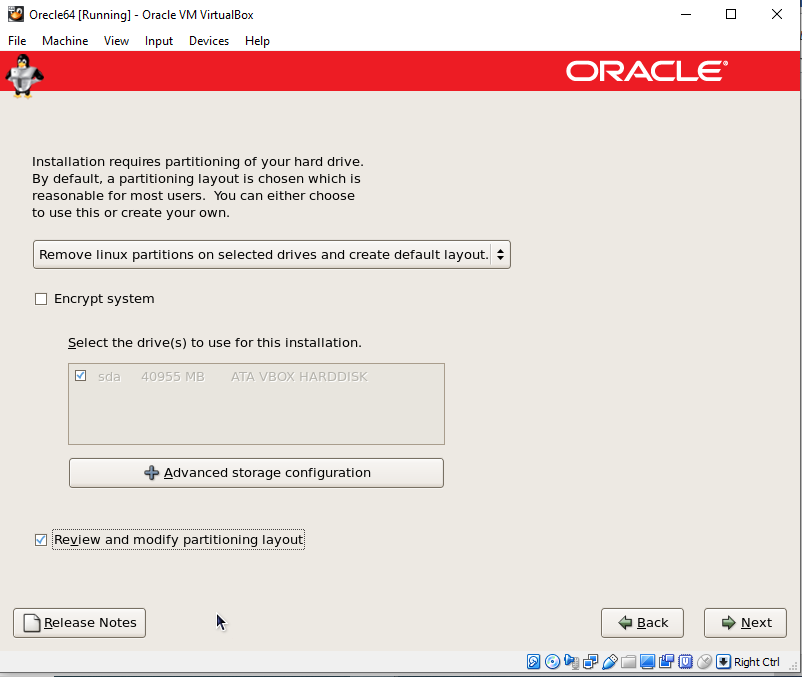 Orecle64 [Running] - Oracle VM VirtualBox
File Machine View Input Devices Help
ORACLE®
Installation requires partitioning of your hard drive.
By default, a partitioning layout is chosen which is
reasonable for most users.  You can either choose
to use this or create your own.
Remove linux partitions on selected drives and create default layout.
Encrypt system
Select the drive(s) to use for this installation.
sda 40955 MB ATA VBOX HARDDISK
Advanced storage configuration
Review and modify partitioning layout
Release Notes Back Next
Right Ctrl